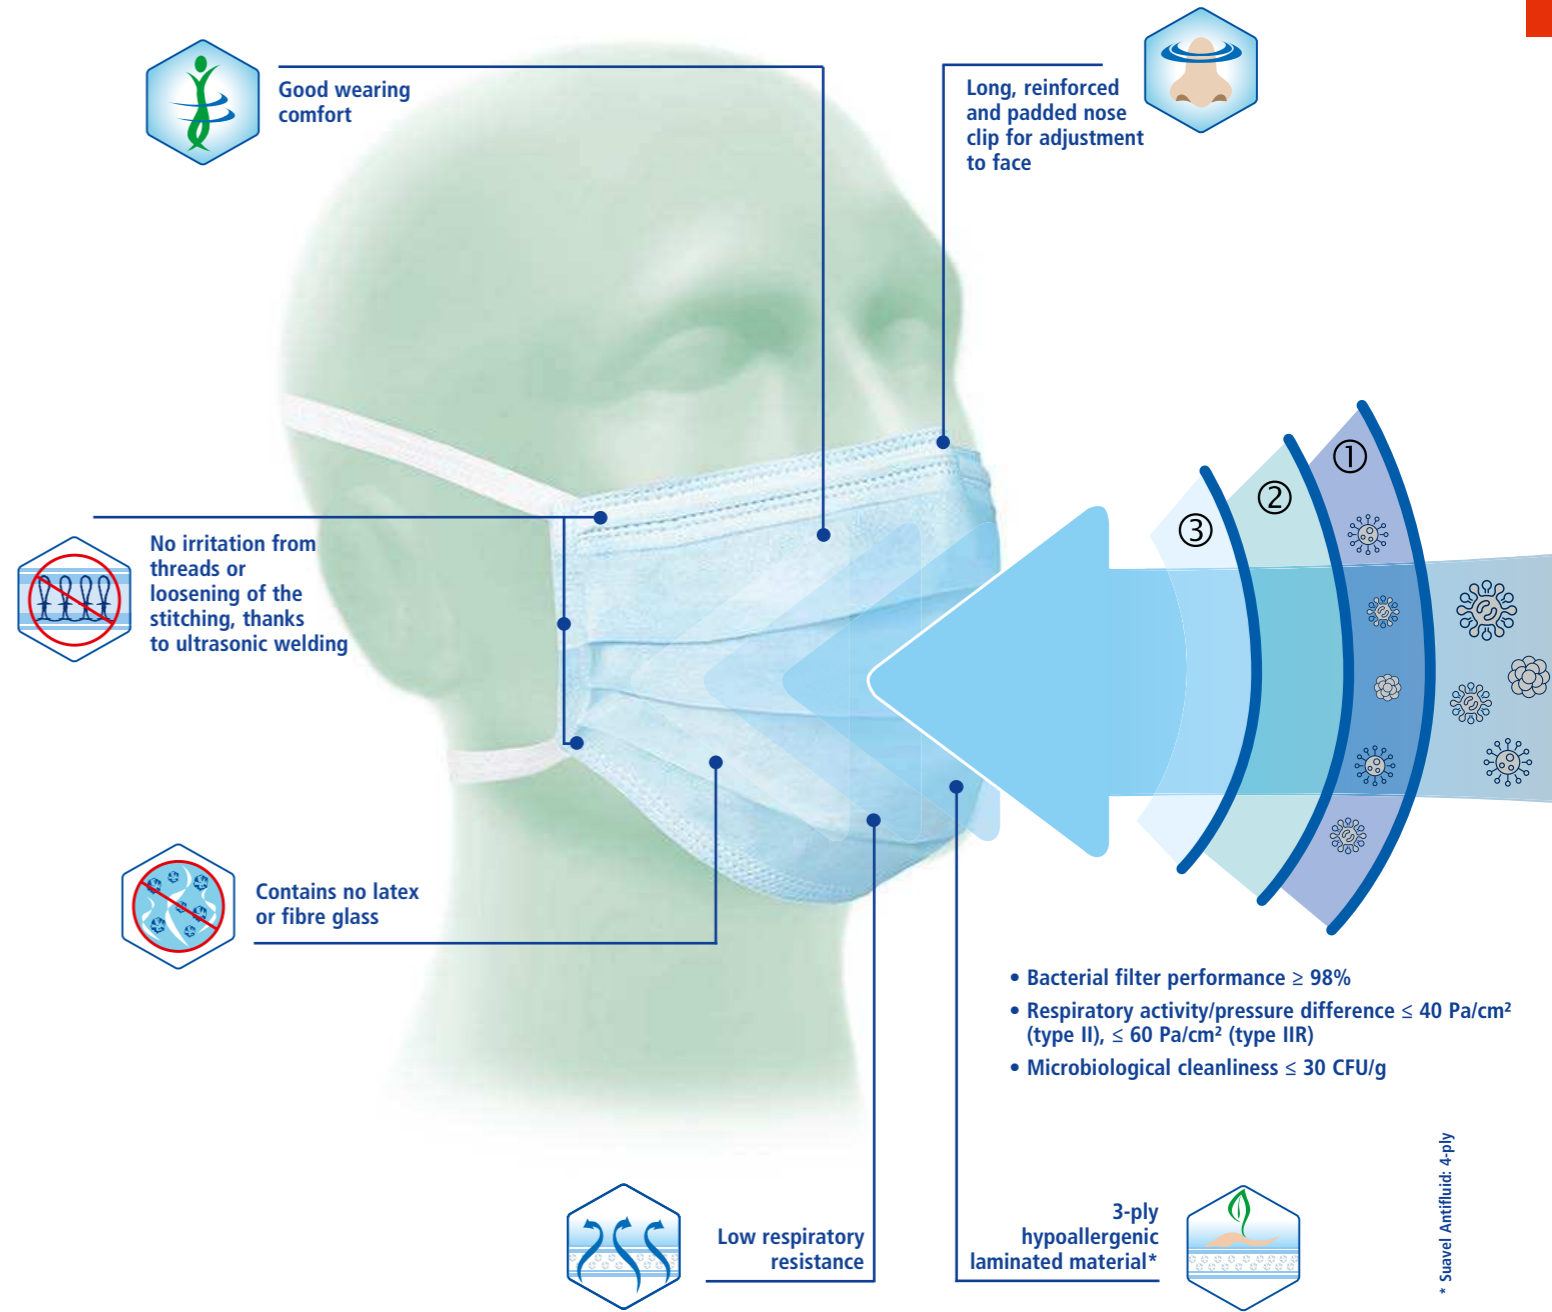 Good wearing
comfort
Long, reinforced
and padded nose
clip for adjustment
to face
①
②
③
No irritation from
threads or
loosening of the
stitching, thanks
to ultrasonic welding
Contains no latex
or fibre glass
• Bacterial filter performance ≥ 98%
• Respiratory activity/pressure difference ≤ 40 Pa/cm²
(type II), ≤ 60 Pa/cm² (type IIR)
• Microbiological cleanliness ≤ 30 CFU/g
Low respiratory
resistance
3-ply
hypoallergenic
laminated material*
* Suavel Antifluid: 4-ply